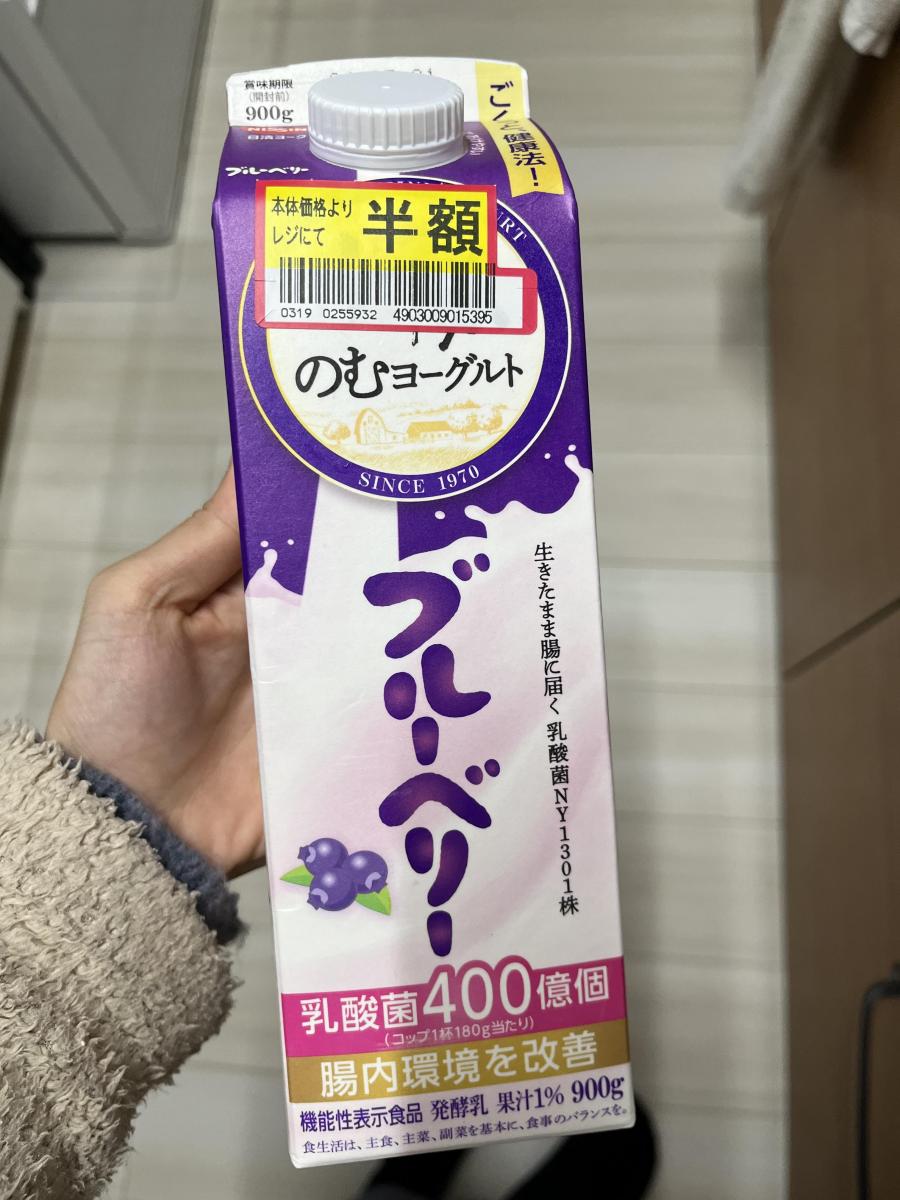 賞味期限
(開封前)
900g
NISSIN
日清ヨーク
ごくごく健康法!
ブルーベリー
本体価格より
レジにて
半額
0319 0255932 4903009015395
のむヨーグルト
SINCE 1970
ブルーベリー
生きたまま腸に届く 乳酸菌NY1301株
乳酸菌400億個
(コップ1杯180g当たり)
腸内環境を改善
機能性表示食品 発酵乳 果汁1% 900g
食生活は、主食、主菜、副菜を基本に、食事のバランスを。